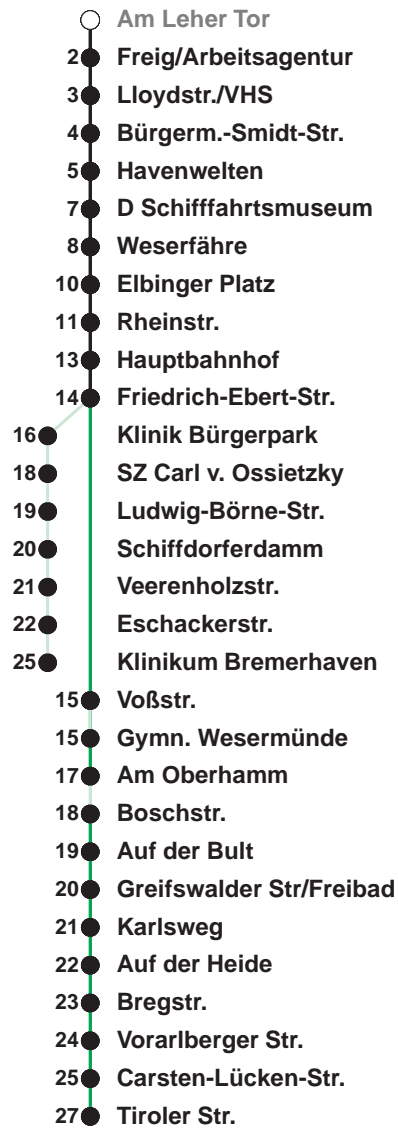 Am Leher Tor
2 Freig/Arbeitsagentur
3 Lloydstr./VHS
4 Bürgerm.-Smidt-Str.
5 Havenwelten
7 D Schifffahrtsmuseum
8 Weserfähre
10 Elbinger Platz
11 Rheinstr.
13 Hauptbahnhof
14 Friedrich-Ebert-Str.
16 Klinik Bürgerpark
18 SZ Carl v. Ossietzky
19 Ludwig-Börne-Str.
20 Schiffdorferdamm
21 Veerenholzstr.
22 Eschackerstr.
25 Klinikum Bremerhaven
15 Voßstr.
15 Gymn. Wesermünde
17 Am Oberhamm
18 Boschstr.
19 Auf der Bult
20 Greifswalder Str/Freibad
21 Karlsweg
22 Auf der Heide
23 Bregstr.
24 Vorarlberger Str.
25 Carsten-Lücken-Str.
27 Tiroler Str.